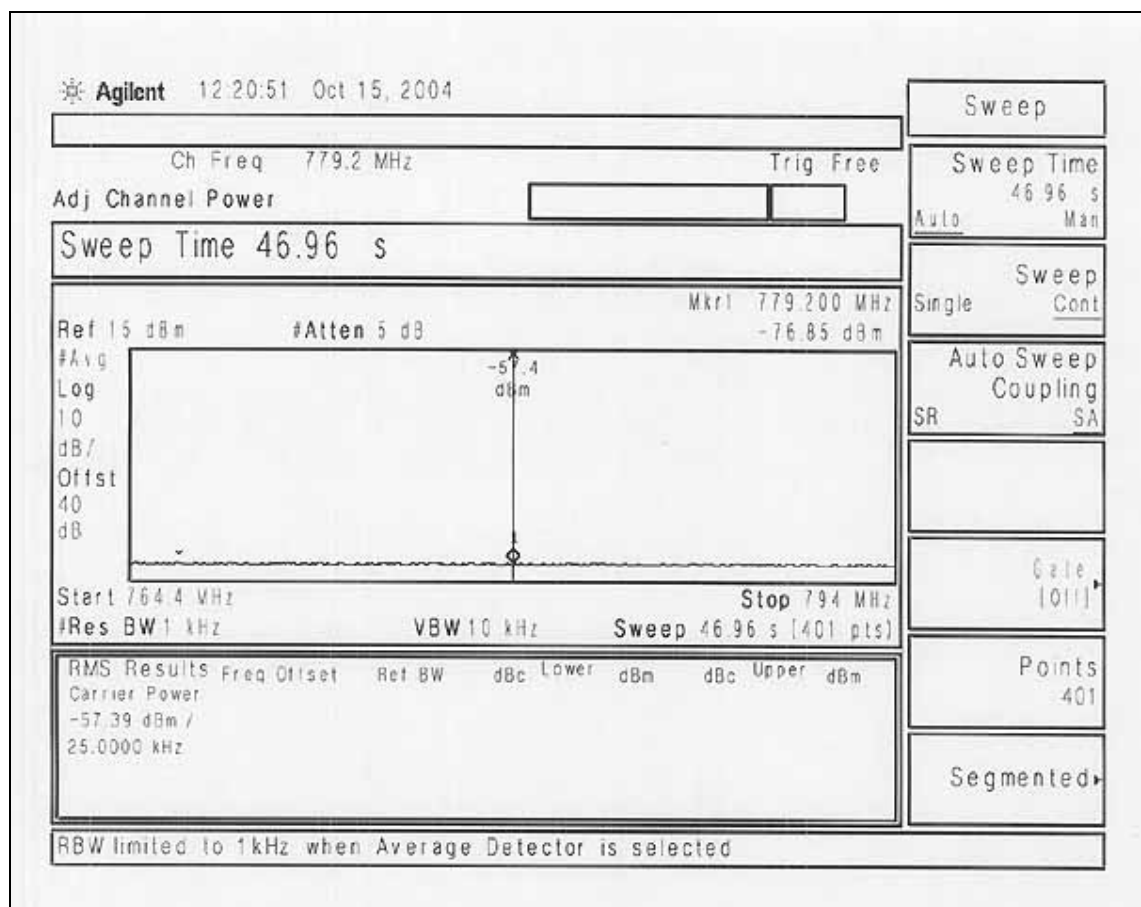 Agilent 12:20:51 Oct 15, 2004
Sweep
Ch Freq 779.2 MHz Trig Free
Adj Channel Power
Sweep Time 46.96 s
Sweep Time
46.96 s
Auto Man
Sweep
Single Cont
Mkr1 779.200 MHz
Ref 15 dBm #Atten 5 dB -76.85 dBm
#Avg
Log
10
dB/
Offst
40
dB
-57.4
dBm
1
Auto Sweep
Coupling
SR SA
Gate
[Off]
Start 764.4 MHz Stop 794 MHz
#Res BW 1 kHz VBW 10 kHz Sweep 46.96 s [401 pts]
RMS Results Freq Offset Ref BW dBc Lower dBm dBc Upper dBm
Carrier Power
-57.39 dBm /
25.0000 kHz
Points
401
Segmented
RBW limited to 1kHz when Average Detector is selected